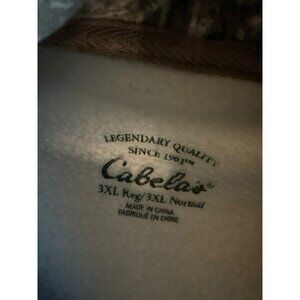 LEGENDARY QUALITY
SINCE 1961™
Cabela's®
3XL Reg/3XL Normal
MADE IN CHINA
FABRIQUÉ EN CHINE